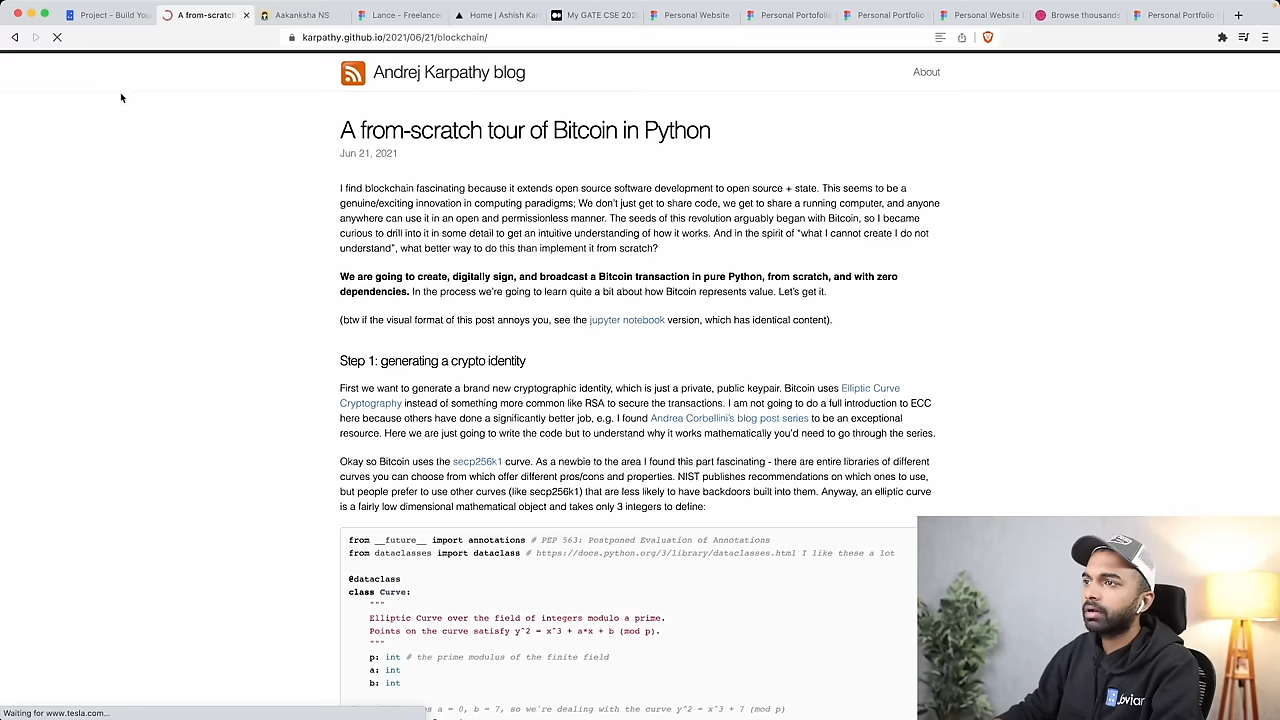 Project - Build You
A from-scratch
Aakanksha NS
Lance - Freelanc
Home | Ashish Kar
My GATE CSE 202
Personal Website -
Personal Portofolio
Personal Portfolio
Personal Website
Browse thousands
Personal Portfolio
karpathy.github.io/2021/06/21/blockchain/
Andrej Karpathy blog
About
A from-scratch tour of Bitcoin in Python
Jun 21, 2021
I find blockchain fascinating because it extends open source software development to open source + state. This seems to be a
genuine/exciting innovation in computing paradigms; We don't just get to share code, we get to share a running computer, and anyone
anywhere can use it in an open and permissionless manner. The seeds of this revolution arguably began with Bitcoin, so I became
curious to drill into it in some detail to get an intuitive understanding of how it works. And in the spirit of "what I cannot create I do not
understand", what better way to do this than implement it from scratch?
We are going to create, digitally sign, and broadcast a Bitcoin transaction in pure Python, from scratch, and with zero
dependencies. In the process we're going to learn quite a bit about how Bitcoin represents value. Let's get it.
(btw if the visual format of this post annoys you, see the jupyter notebook version, which has identical content).
Step 1: generating a crypto identity
First we want to generate a brand new cryptographic identity, which is just a private, public keypair. Bitcoin uses Elliptic Curve
Cryptography instead of something more common like RSA to secure the transactions. I am not going to do a full introduction to ECC
here because others have done a significantly better job, e.g. I found Andrea Corbellini's blog post series to be an exceptional
resource. Here we are just going to write the code but to understand why it works mathematically you'd need to go through the series.
Okay so Bitcoin uses the secp256k1 curve. As a newbie to the area I found this part fascinating - there are entire libraries of different
curves you can choose from which offer different pros/cons and properties. NIST publishes recommendations on which ones to use,
but people prefer to use other curves (like secp256k1) that are less likely to have backdoors built into them. Anyway, an elliptic curve
is a fairly low dimensional mathematical object and takes only 3 integers to define:
from __future__ import annotations # PEP 563: Postponed Evaluation of Annotations
from dataclasses import dataclass # https://docs.python.org/3/library/dataclasses.html I like these a lot
@dataclass
class Curve:
"""
Elliptic Curve over the field of integers modulo a prime.
Points on the curve satisfy y^2 = x^3 + a*x + b (mod p).
"""
p: int # the prime modulus of the finite field
a: int
b: int
s a = 0, b = 7, so we're dealing with the curve y^2 = x^3 + 7 (mod p)
Waiting for www.tesla.com...